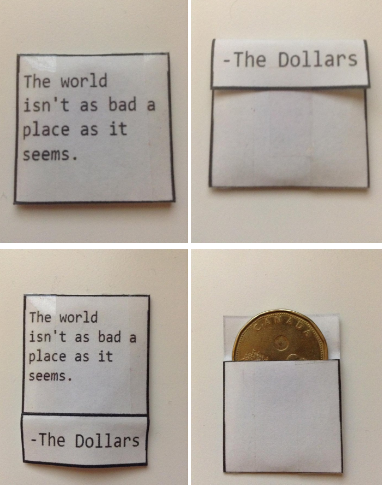 The world
isn't as bad a
place as it
seems.
-The Dollars
The world
isn't as bad a
place as it
seems.
-The Dollars
CANADA